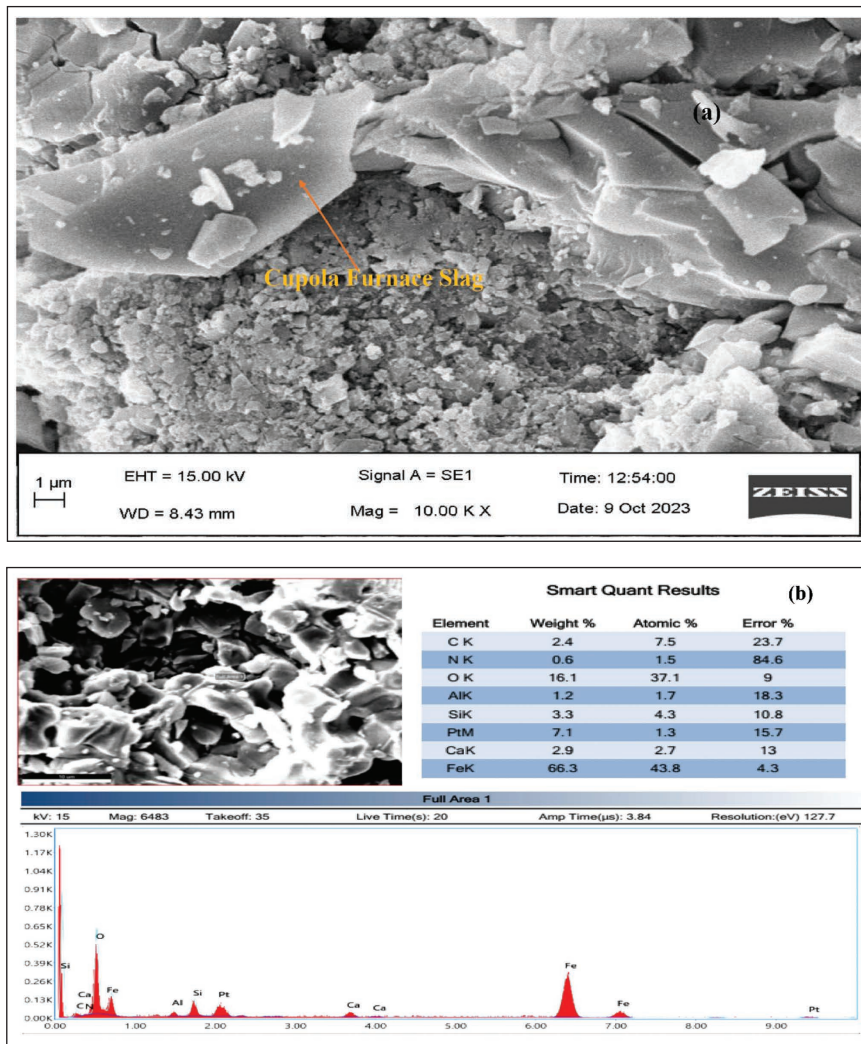 (a)
Cupola Furnace Slag
1 µm
EHT = 15.00 kV
Signal A = SE1
Time: 12:54:00
WD = 8.43 mm
Mag = 10.00 K X
Date: 9 Oct 2023
ZEISS
Smart Quant Results
(b)
Element Weight % Atomic % Error %
C K 2.4 7.5 23.7
N K 0.6 1.5 84.6
O K 16.1 37.1 9
AlK 1.2 1.7 18.3
SiK 3.3 4.3 10.8
PtM 7.1 1.3 15.7
CaK 2.9 2.7 13
FeK 66.3 43.8 4.3
Full Area 1
kV: 15 Mag: 6483 Takeoff: 35 Live Time(s): 20 Amp Time(µs): 3.84 Resolution:(eV) 127.7
1.30K
1.17K
1.04K
0.91K
0.78K
0.65K
0.52K
0.39K
0.26K
0.13K
0.00K
Si
Ca
C
N
O
Fe
Al
Si
Pt
Ca
Ca
Fe
Fe
Pt
0.00 1.00 2.00 3.00 4.00 5.00 6.00 7.00 8.00 9.00